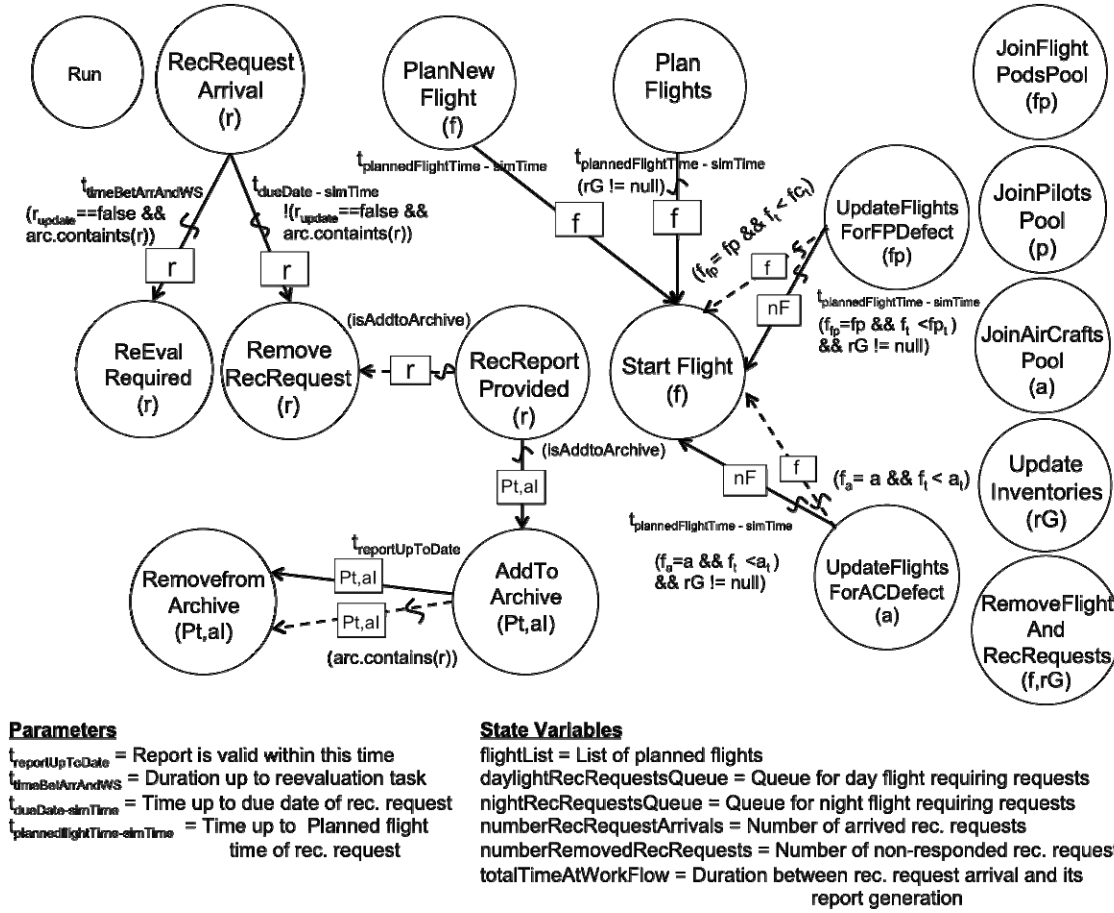 Run
RecRequest
Arrival
(r)
PlanNew
Flight
(f)
Plan
Flights
JoinFlight
PodsPool
(fp)
t_timeBetArrAndWS
(r_update==false &&
arc.containts(r))
r
t_dueDate - simTime
!(r_update==false &&
arc.containts(r))
r
t_plannedFlightTime - simTime
f
t_plannedFlightTime - simTime
(rG != null)
f
(f_fp= fp && f_t < fc_t)
f
UpdateFlights
ForFPDefect
(fp)
nF
t_plannedFlightTime - simTime
(f_fp=fp && f_t <fp_t )
&& rG != null)
JoinPilots
Pool
(p)
ReEval
Required
(r)
Remove
RecRequest
(r)
(isAddtoArchive)
r
RecReport
Provided
(r)
Start Flight
(f)
JoinAirCrafts
Pool
(a)
(isAddtoArchive)
Pt,aI
nF
f
(f_a= a && f_t < a_t)
t_plannedFlightTime - simTime
(f_a=a && f_t <a_t )
&& rG != null)
UpdateFlights
ForACDefect
(a)
Update
Inventories
(rG)
Removefrom
Archive
(Pt,aI)
t_reportUpToDate
Pt,aI
Pt,aI
(arc.contains(r))
AddTo
Archive
(Pt,aI)
RemoveFlight
And
RecRequests
(f,rG)
Parameters
t_reportUpToDate = Report is valid within this time
t_timeBetArrAndWS = Duration up to reevaluation task
t_dueDate-simTime = Time up to due date of rec. request
t_plannedflightTime-simTime = Time up to Planned flight
time of rec. request
State Variables
flightList = List of planned flights
daylightRecRequestsQueue = Queue for day flight requiring requests
nightRecRequestsQueue = Queue for night flight requiring requests
numberRecRequestArrivals = Number of arrived rec. requests
numberRemovedRecRequests = Number of non-responded rec. request
totalTimeAtWorkFlow = Duration between rec. request arrival and its
report generation